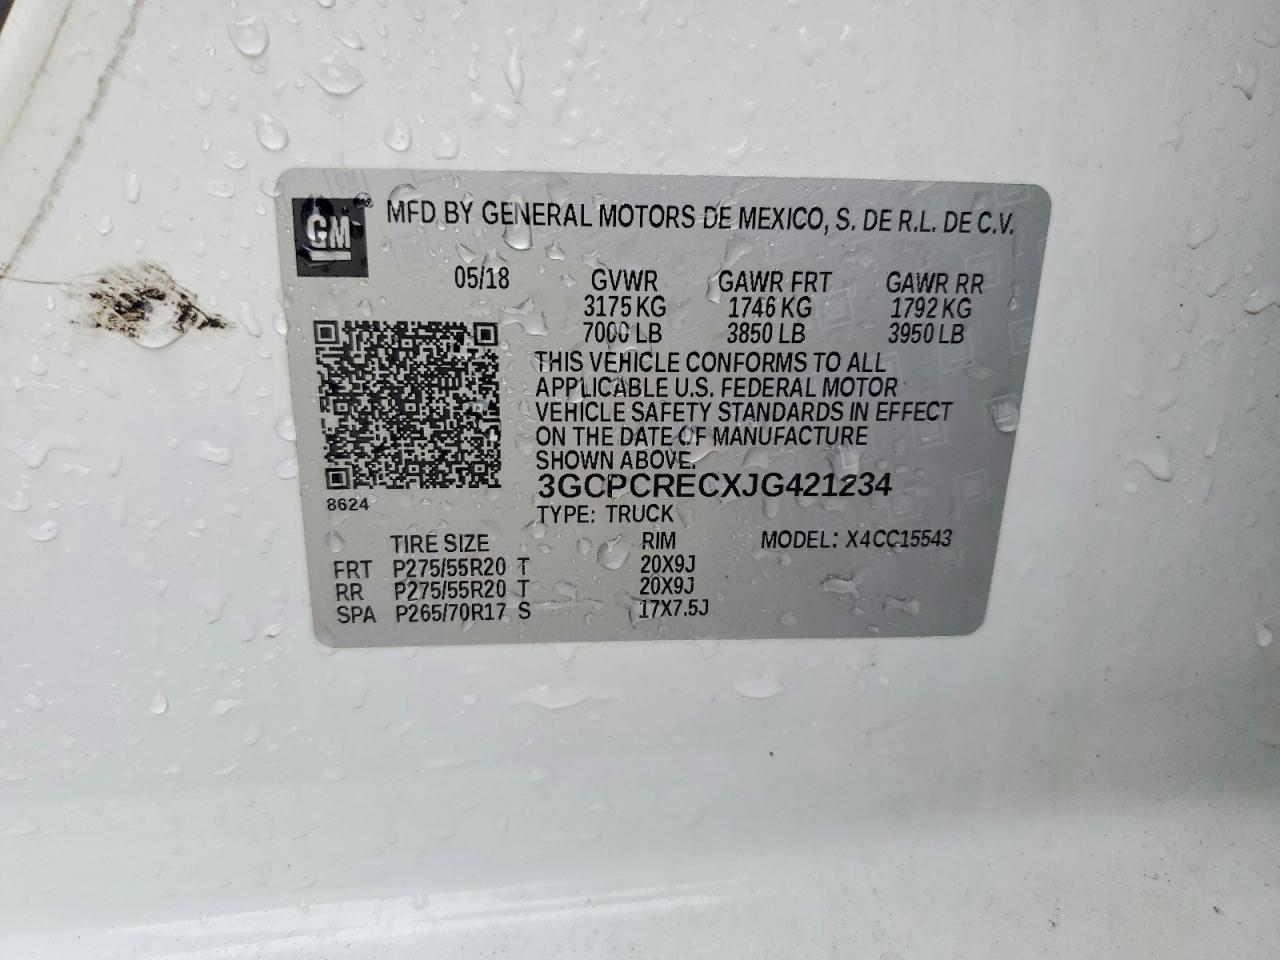 GM
MFD BY GENERAL MOTORS DE MEXICO, S. DE R.L. DE C.V.
05/18 GVWR GAWR FRT GAWR RR
3175 KG 1746 KG 1792 KG
7000 LB 3850 LB 3950 LB
THIS VEHICLE CONFORMS TO ALL
APPLICABLE U.S. FEDERAL MOTOR
VEHICLE SAFETY STANDARDS IN EFFECT
ON THE DATE OF MANUFACTURE
SHOWN ABOVE.
3GCPCRECXJG421234
8624
TYPE: TRUCK
TIRE SIZE RIM MODEL: X4CC15543
FRT P275/55R20 T 20X9J
RR P275/55R20 T 20X9J
SPA P265/70R17 S 17X7.5J